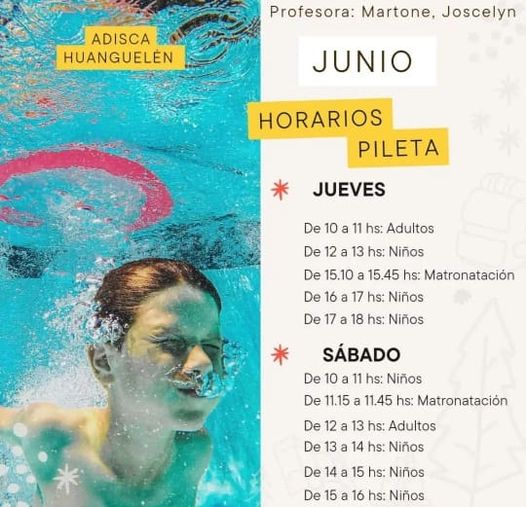 Profesora: Martone, Joscelyn
ADISCA
HUANGUELÉN
JUNIO
HORARIOS
PILETA
JUEVES
De 10 a 11 hs: Adultos
De 12 a 13 hs: Niños
De 15.10 a 15.45 hs: Matronatación
De 16 a 17 hs: Niños
De 17 a 18 hs: Niños
SÁBADO
De 10 a 11 hs: Niños
De 11.15 a 11.45 hs: Matronatación
De 12 a 13 hs: Adultos
De 13 a 14 hs: Niños
De 14 a 15 hs: Niños
De 15 a 16 hs: Niños